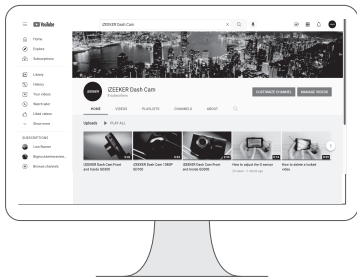 YouTube
iZEEKER Dash Cam
Home
Explore
Subscriptions
Library
History
Your videos
Watch later
Liked videos
Show more
SUBSCRIPTIONS
Browse channels
iZEEKER
iZEEKER Dash Cam
CUSTOMIZE CHANNEL
MANAGE VIDEOS
HOME VIDEOS PLAYLISTS CHANNELS ABOUT
Uploads PLAY ALL
iZEEKER Dash Cam Front
and Inside GD300
iZEEKER Dash Cam 1080P
iZEEKER Dash Cam Front
and Inside
How to adjust the G-sensor
How to delete a locked
video